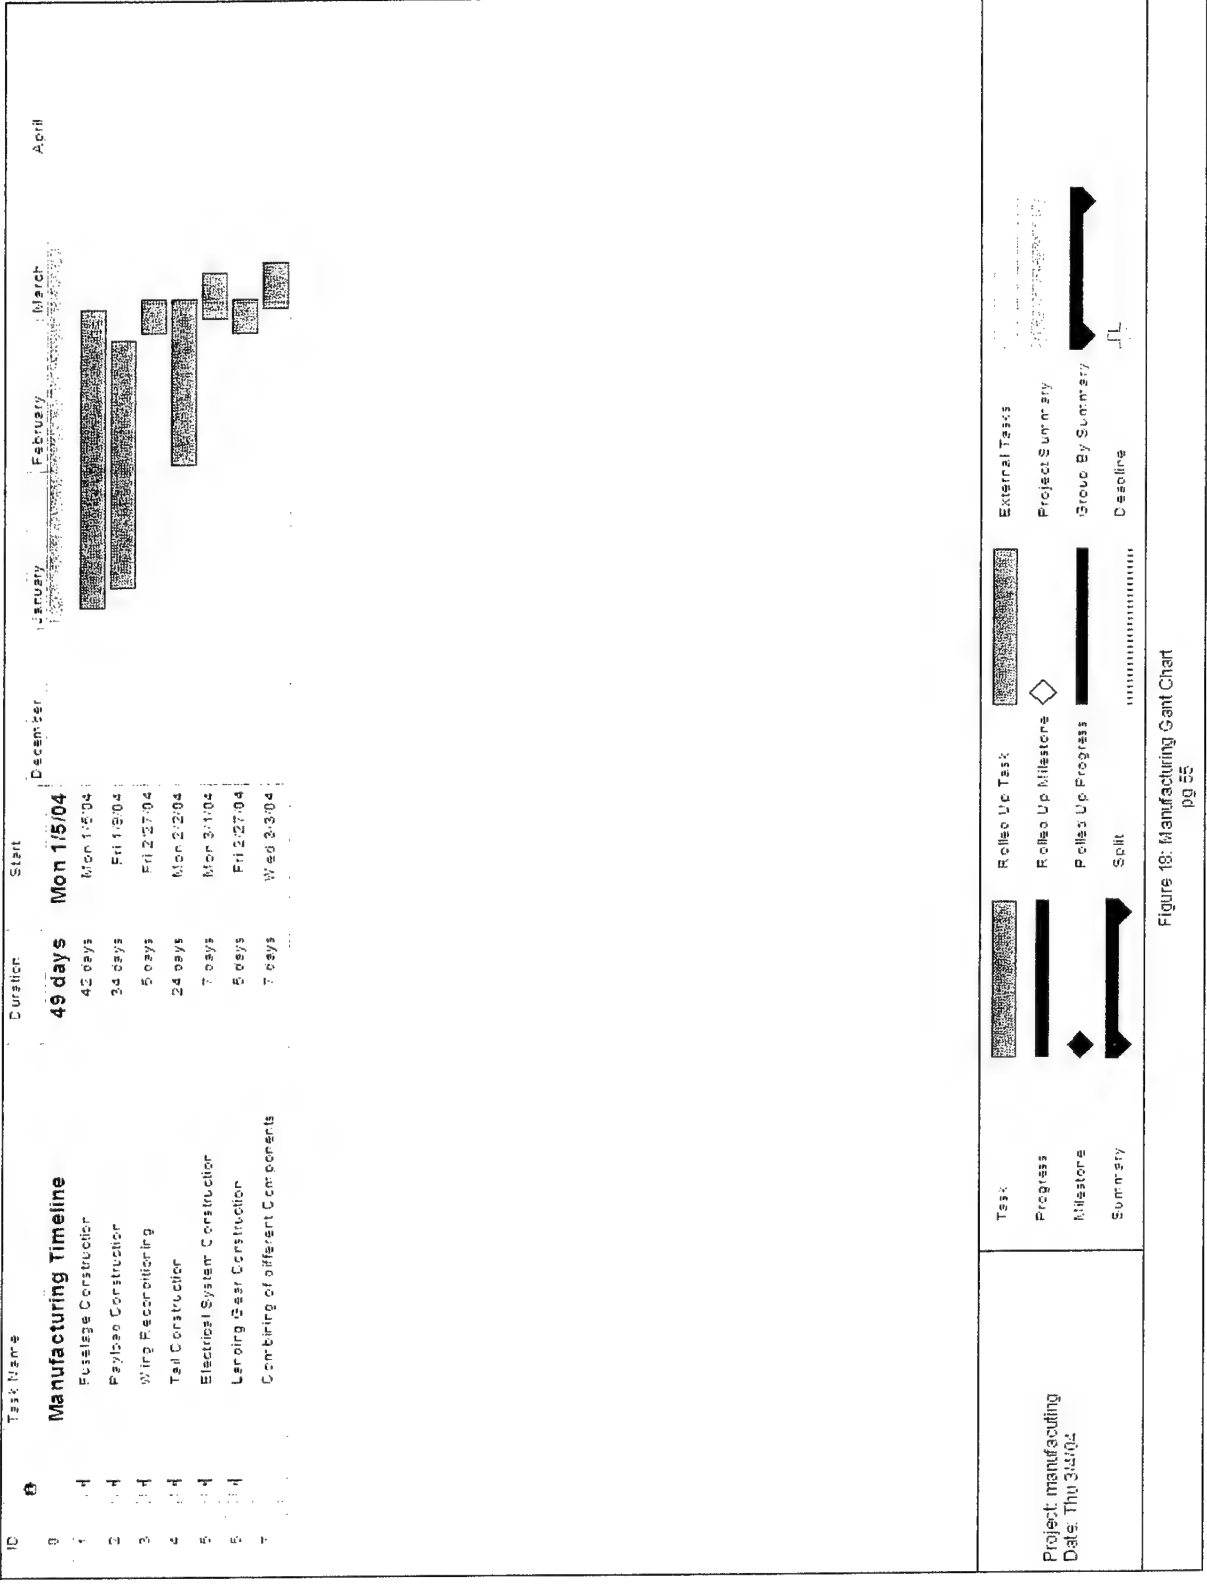 ID Task Name Duration Start December January February March April
0 Manufacturing Timeline 49 days Mon 1/5/04
1 Fuselage Construction 42 days Mon 1/5/04
2 Payload Construction 34 days Fri 1/9/04
3 Wing Reconditioning 5 days Fri 2/27/04
4 Tail Construction 24 days Mon 2/2/04
5 Electrical System Construction 7 days Mon 3/1/04
6 Landing Gear Construction 5 days Fri 2/27/04
7 Combining of different Components 7 days Wed 3/3/04
Project: manufacuting
Date: Thu 3/4/04
Task Rolled Up Task External Tasks
Progress Rolled Up Milestone Project Summary
Milestone Rolled Up Progress Group By Summary
Summary Split Deadline
Figure 18: Manufacturing Gant Chart
pg 55